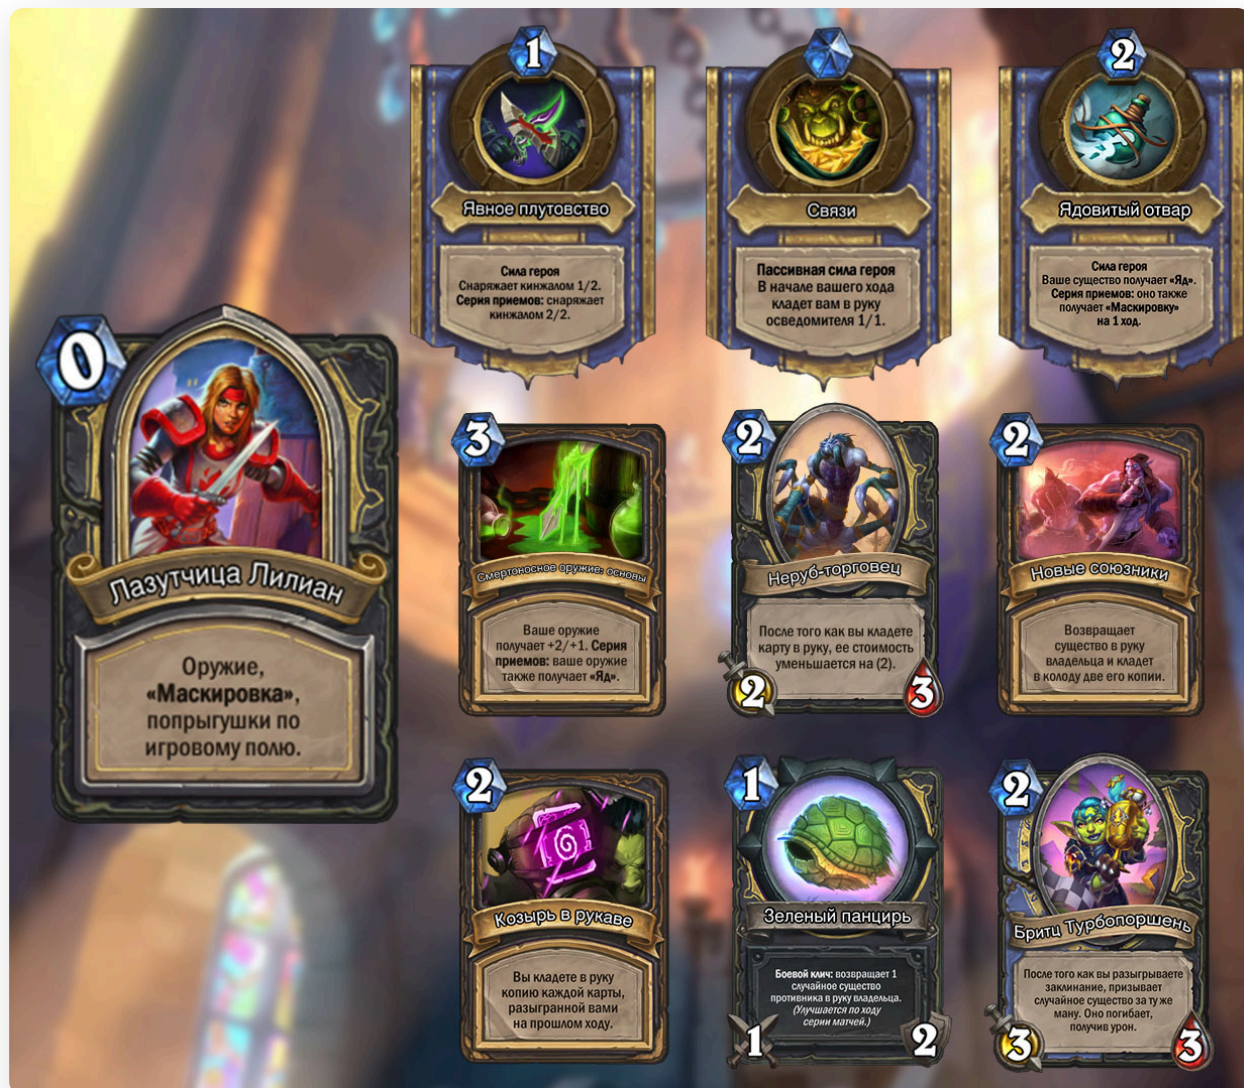 1
Явное плутовство
Сила героя
Снаряжает кинжалом 1/2.
Серия приемов: снаряжает
кинжалом 2/2.
Связи
Пассивная сила героя
В начале вашего хода
кладет вам в руку
осведомителя 1/1.
2
Ядовитый отвар
Сила героя
Ваше существо получает «Яд».
Серия приемов: оно также
получает «Маскировку»
на 1 ход.
0
Лазутчица Лилиан
Оружие,
«Маскировка»,
попрыгушки по
игровому полю.
3
Смертоносное оружие: основы
Ваше оружие
получает +2/+1. Серия
приемов: ваше оружие
также получает «Яд».
2
Неруб-торговец
После того как вы кладете
карту в руку, ее стоимость
уменьшается на (2).
2
3
2
Новые союзники
Возвращает
существо в руку
владельца и кладет
в колоду две его копии.
2
Козырь в рукаве
Вы кладете в руку
копию каждой карты,
разыгранной вами
на прошлом ходу.
1
Зеленый панцирь
Боевой клич: возвращает 1
случайное существо
противника в руку владельца.
(Улучшается по ходу
серии матчей.)
1
2
2
Бритц Турбопоршень
После того как вы разыгрываете
заклинание, призывает
случайное существо за ту же
ману. Оно погибает,
получив урон.
3
3